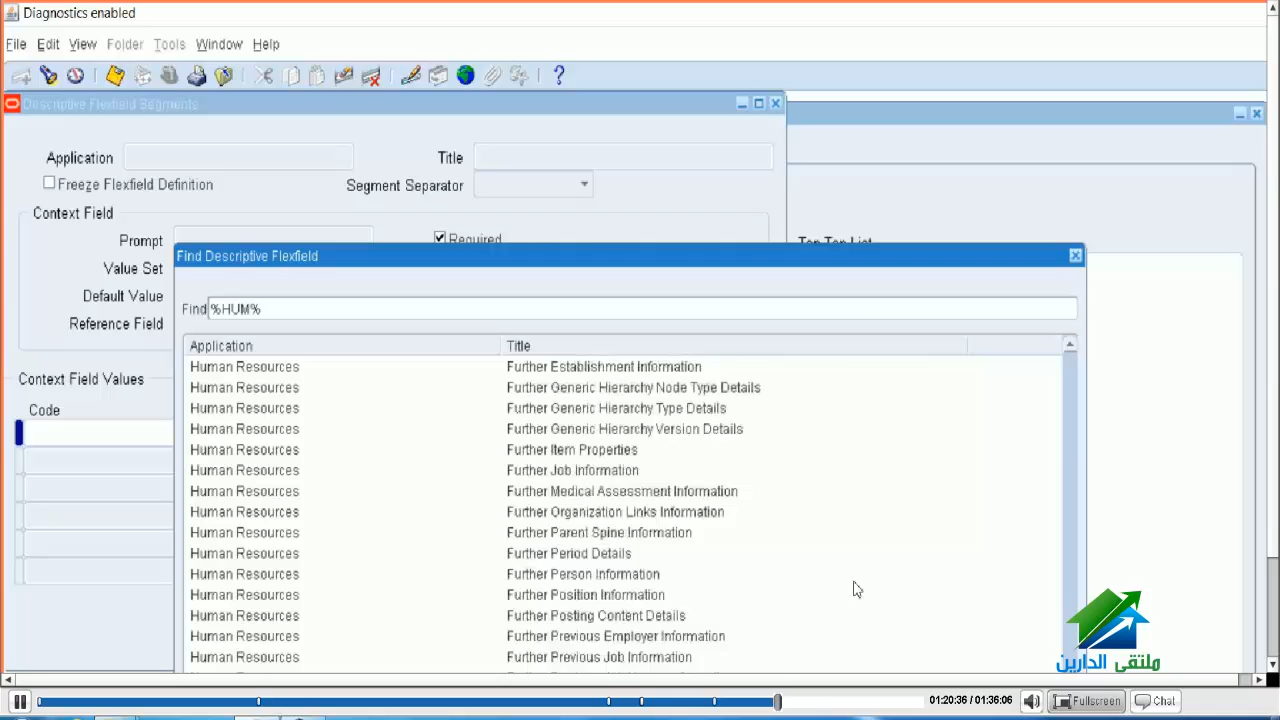 Diagnostics enabled
File Edit View Folder Tools Window Help
Descriptive Flexfield Segments
Application Title
Freeze Flexfield Definition Segment Separator
Context Field
Prompt Required
Value Set
Default Value
Reference Field
Context Field Values
Code
Top Ten List
Find Descriptive Flexfield
Find %HUM%
Application Title
Human Resources Further Establishment Information
Human Resources Further Generic Hierarchy Node Type Details
Human Resources Further Generic Hierarchy Type Details
Human Resources Further Generic Hierarchy Version Details
Human Resources Further Item Properties
Human Resources Further Job Information
Human Resources Further Medical Assessment Information
Human Resources Further Organization Links Information
Human Resources Further Parent Spine Information
Human Resources Further Period Details
Human Resources Further Person Information
Human Resources Further Position Information
Human Resources Further Posting Content Details
Human Resources Further Previous Employer Information
Human Resources Further Previous Job Information
ملتقى الدارين
01:20:36 / 01:36:06 Fullscreen Chat